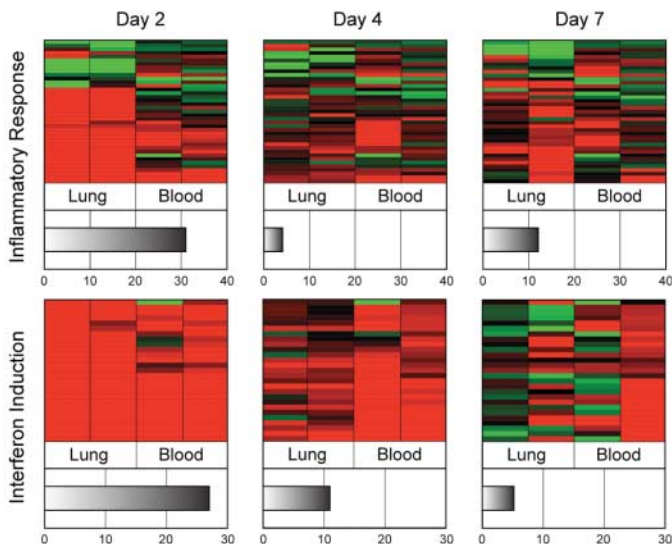 Day 2 Day 4 Day 7
Inflammatory Response
Lung Blood Lung Blood Lung Blood
0 10 20 30 40 0 10 20 30 40 0 10 20 30 40
Interferon Induction
Lung Blood Lung Blood Lung Blood
0 10 20 30 0 10 20 30 0 10 20 30